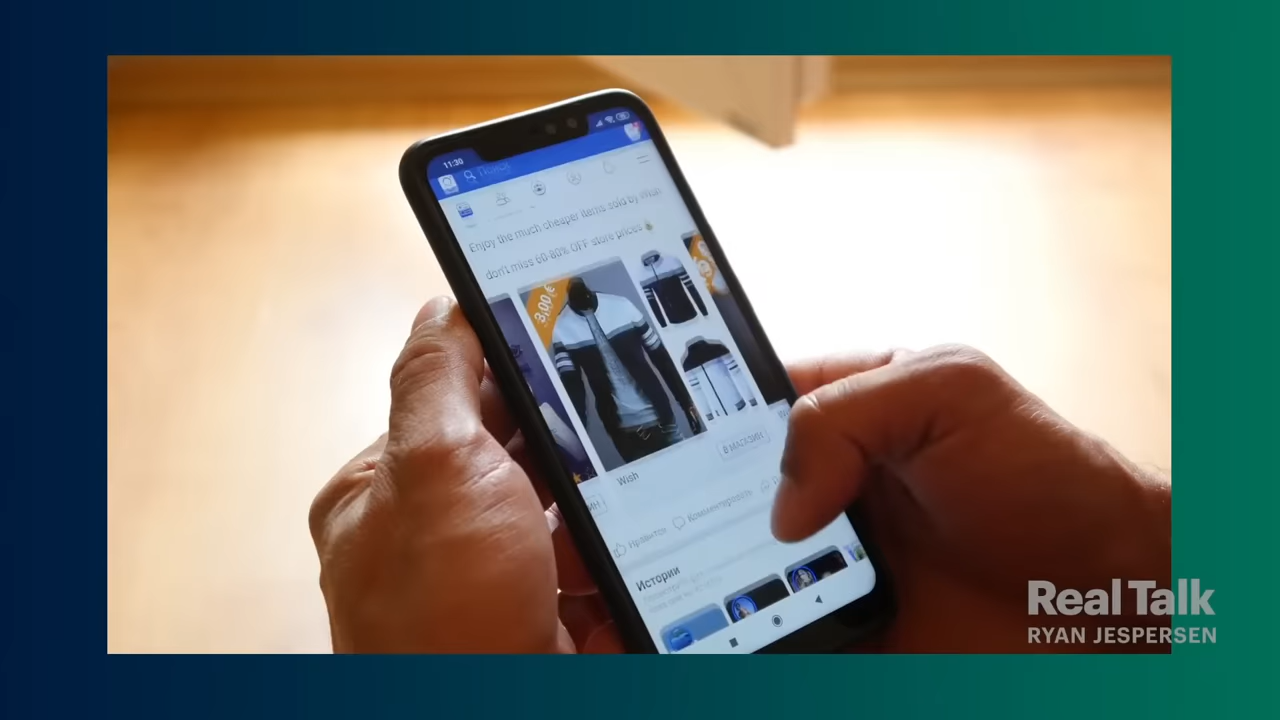 11:30
Enjoy the much cheaper items sold by Wish
don't miss 60-80% OFF store prices
3,00 €
В МАГАЗИН
Wish
Нравится
Комментировать
Истории
Real Talk
RYAN JESPERSEN